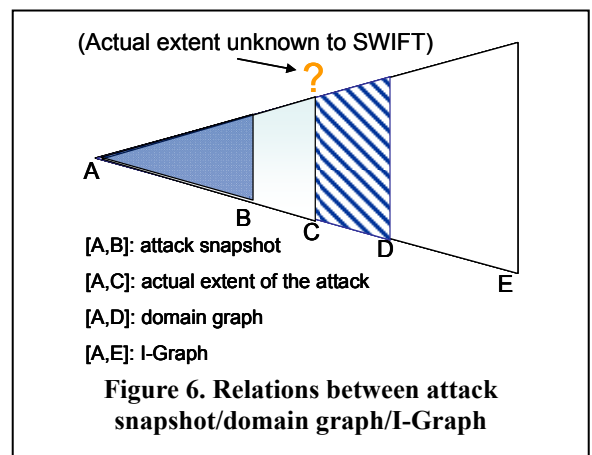 (Actual extent unknown to SWIFT)
?
A
B
C
D
E
[A,B]: attack snapshot
[A,C]: actual extent of the attack
[A,D]: domain graph
[A,E]: I-Graph
Figure 6. Relations between attack
snapshot/domain graph/I-Graph